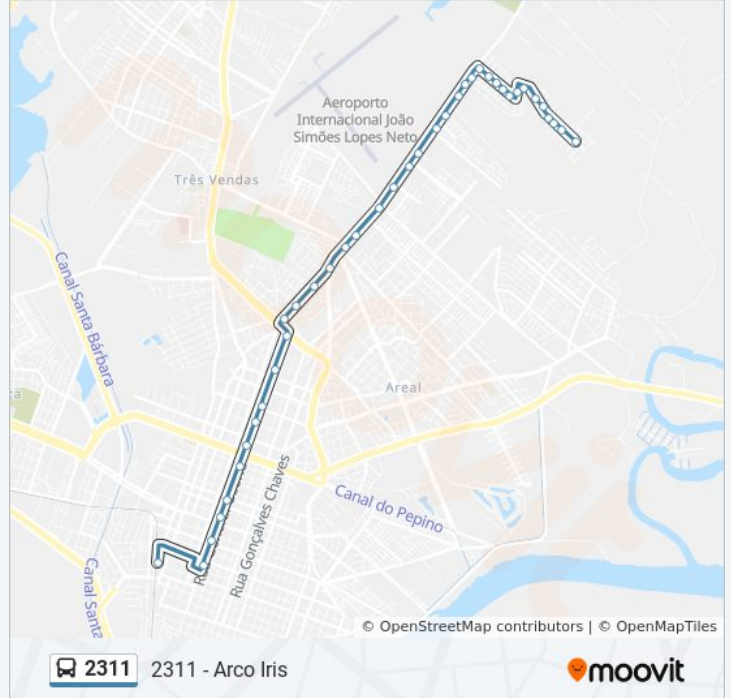 Aeroporto
Internacional João
Simões Lopes Neto
Três Vendas
Canal Santa Bárbara
Areal
Canal do Pepino
Rua Gonçalves Chaves
Canal Santa
© OpenStreetMap contributors | © OpenMapTiles
2311 2311 - Arco Iris
moovit